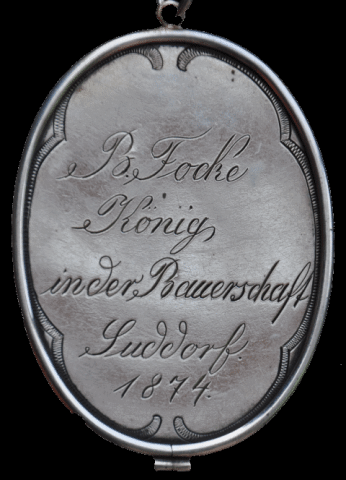 B. Focke
König
in der Bauerschaft
Suddorf.
1874.